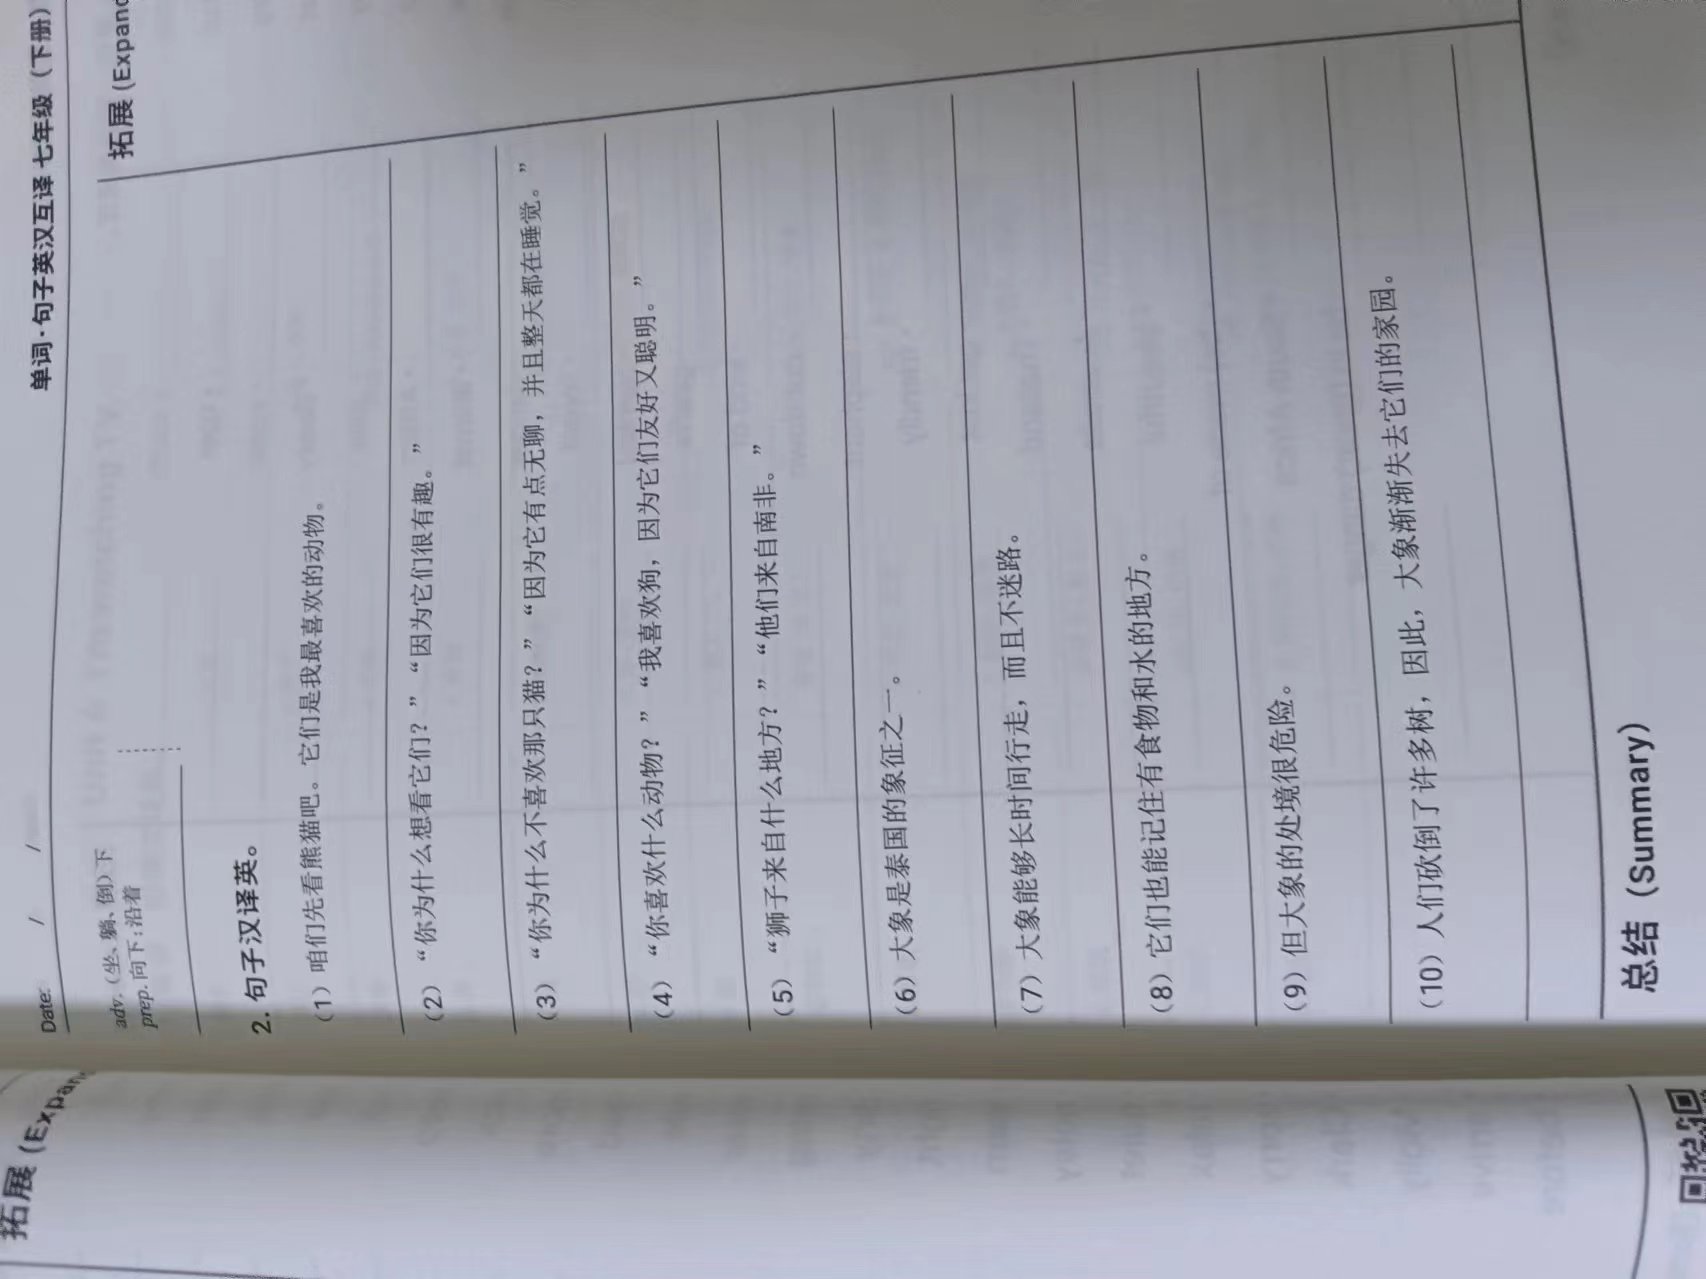 拓展 (Expan
Date: / /
单词·句子英汉互译 七年级（下册）
adv. (坐、躺、倒) 下
prep. 向下；沿着
拓展 (Expan
2. 句子汉译英。
（1）咱们先看熊猫吧。它们是我最喜欢的动物。
（2）“你为什么想看它们？”“因为它们很有趣。”
（3）“你为什么不喜欢那只猫？”“因为它有点无聊，并且整天都在睡觉。”
（4）“你喜欢什么动物？”“我喜欢狗，因为它们友好又聪明。”
（5）“狮子来自什么地方？”“他们来自南非。”
（6）大象是泰国的象征之一。
（7）大象能够长时间行走，而且不迷路。
（8）它们也能记住有食物和水的地方。
（9）但大象的处境很危险。
（10）人们砍倒了许多树，因此，大象渐渐失去它们的家园。
总结（Summary）